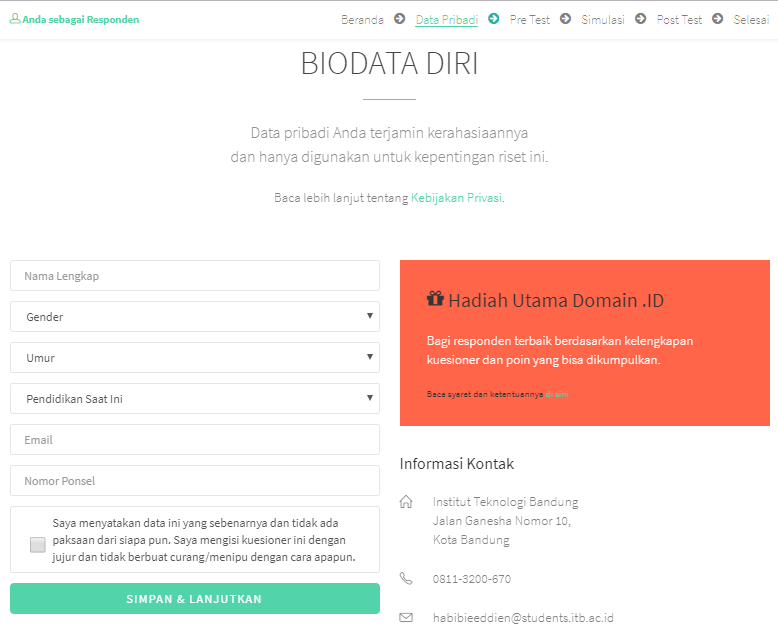 Anda sebagai Responden
Beranda Data Pribadi Pre Test Simulasi Post Test Selesai
BIODATA DIRI
Data pribadi Anda terjamin kerahasiaannya
dan hanya digunakan untuk kepentingan riset ini.
Baca lebih lanjut tentang Kebijakan Privasi.
Nama Lengkap
Gender
Umur
Pendidikan Saat Ini
Email
Nomor Ponsel
Saya menyatakan data ini yang sebenarnya dan tidak ada
paksaan dari siapa pun. Saya mengisi kuesioner ini dengan
jujur dan tidak berbuat curang/menipu dengan cara apapun.
SIMPAN & LANJUTKAN
Hadiah Utama Domain .ID
Bagi responden terbaik berdasarkan kelengkapan
kuesioner dan poin yang bisa dikumpulkan.
Baca syarat dan ketentuannya di sini
Informasi Kontak
Institut Teknologi Bandung
Jalan Ganesha Nomor 10,
Kota Bandung
0811-3200-670
habibieeddien@students.itb.ac.id